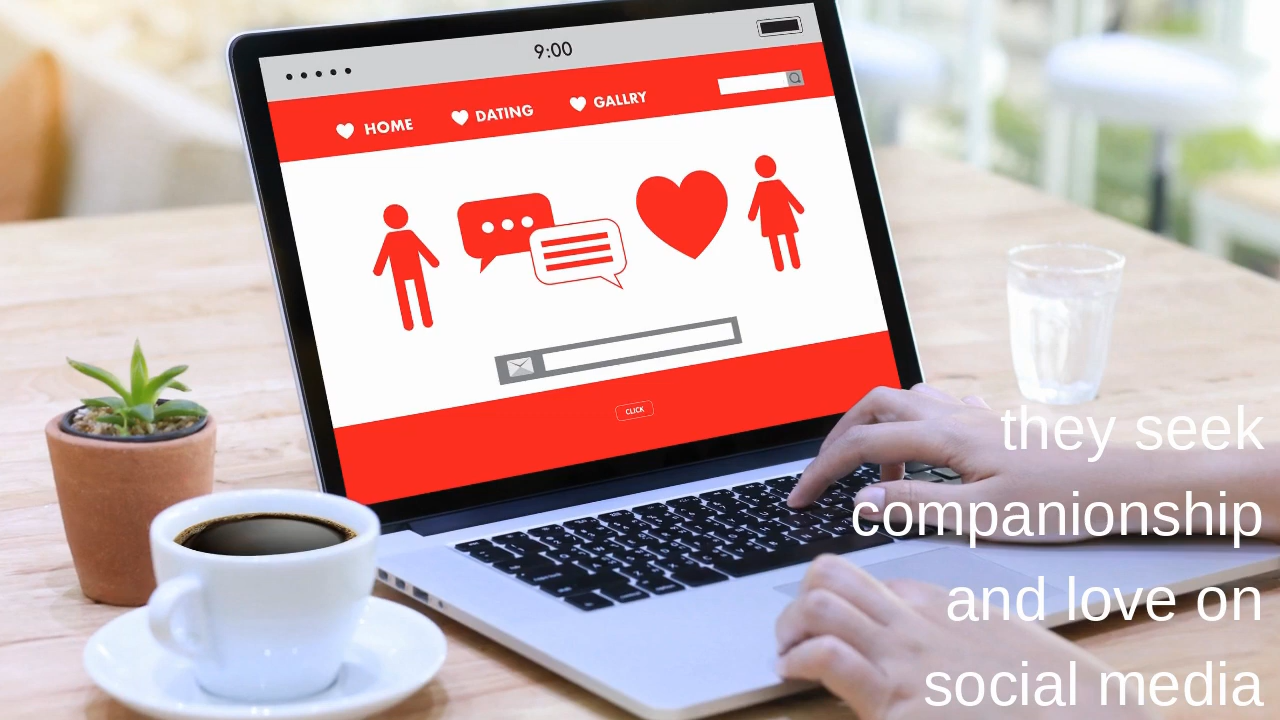 9:00
HOME DATING GALLRY
CLICK
they seek
companionship
and love on
social media